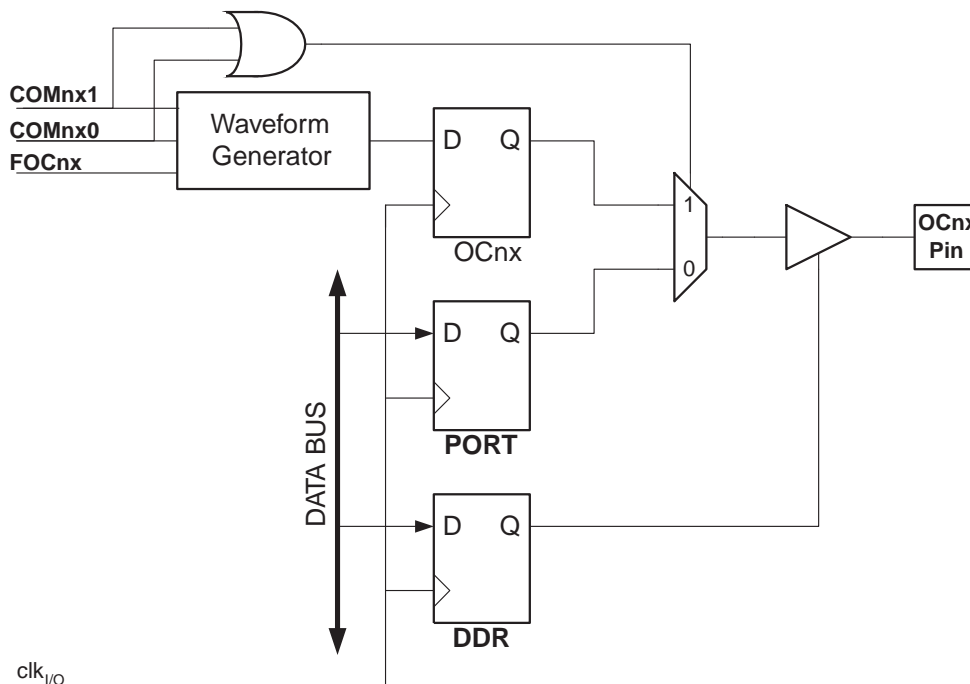 COMnx1
COMnx0
FOCnx
Waveform
Generator
D Q
OCnx
1
0
OCnx
Pin
D Q
PORT
DATA BUS
D Q
DDR
clkI/O